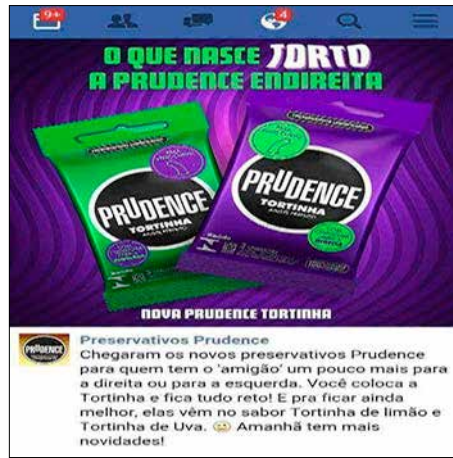 9+
4
O QUE NASCE TORTO
A PRUDENCE ENDIREITA
PRUDENCE
TORTINHA
PRUDENCE
TORTINHA
NOVA PRUDENCE TORTINHA
PRUDENCE
Preservativos Prudence
Chegaram os novos preservativos Prudence
para quem tem o 'amigão' um pouco mais para
a direita ou para a esquerda. Você coloca a
Tortinha e fica tudo reto! E pra ficar ainda
melhor, elas vêm no sabor Tortinha de limão e
Tortinha de Uva. 😊 Amanhã tem mais
novidades!